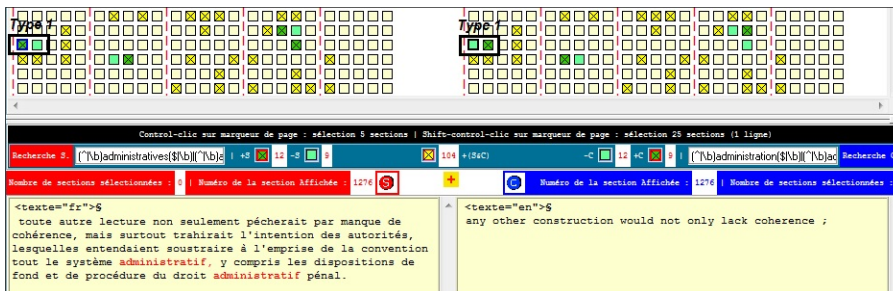 Type 1
Type 1
Control-clic sur marqueur de page : sélection 5 sections | Shift-control-clic sur marqueur de page : sélection 25 sections (1 ligne)
Recherche S. (^|\b)administratives($|\b)|(^|\b)a | +S 12 -S 9 104 +(S&C) -C 12 +C 9 | (^|\b)administration($|\b)|(^|\b)ad Recherche C
Nombre de sections sélectionnées : 0 | Numéro de la section Affichée : 1276 S + C Numéro de la section Affichée : 1276 | Nombre de sections sélectionnées :
<texte="fr">§
toute autre lecture non seulement pécherait par manque de
cohérence, mais surtout trahirait l'intention des autorités,
lesquelles entendaient soustraire à l'emprise de la convention
tout le système administratif, y compris les dispositions de
fond et de procédure du droit administratif pénal.
<texte="en">§
any other construction would not only lack coherence ;